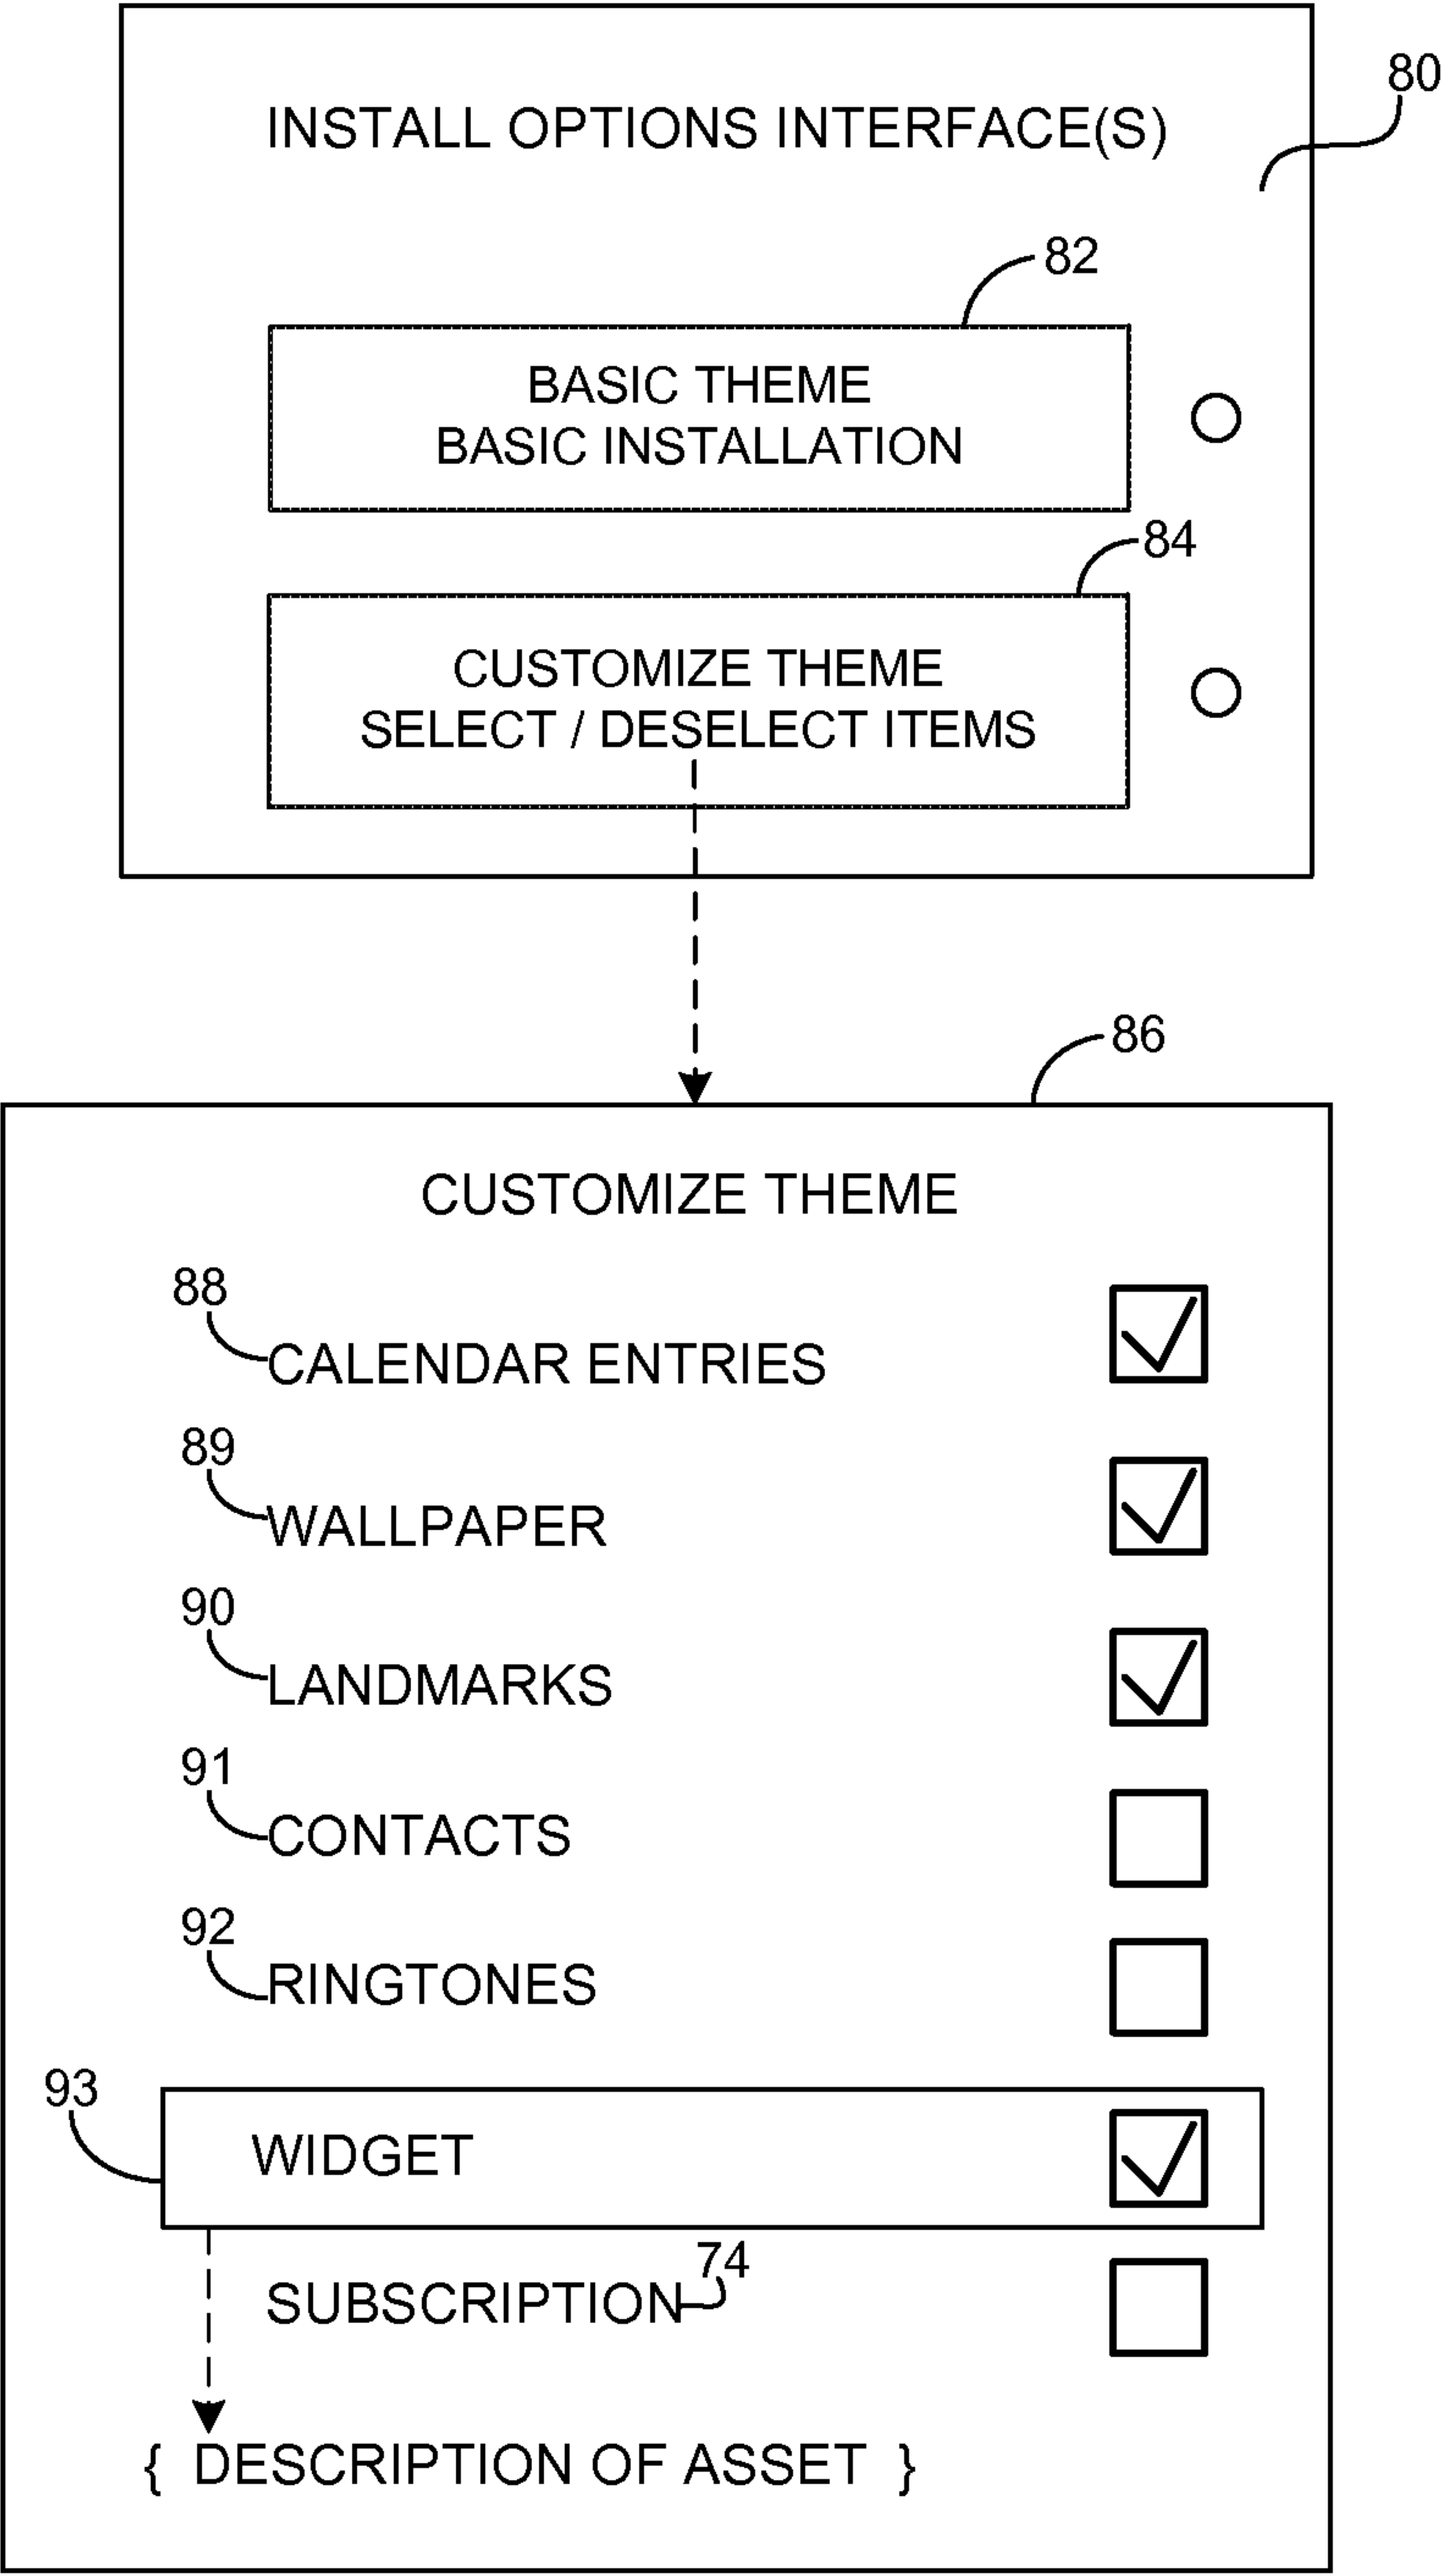 80
INSTALL OPTIONS INTERFACE(S)
82
BASIC THEME
BASIC INSTALLATION
84
CUSTOMIZE THEME
SELECT / DESELECT ITEMS
86
CUSTOMIZE THEME
88
CALENDAR ENTRIES
89
WALLPAPER
90
LANDMARKS
91
CONTACTS
92
RINGTONES
93
WIDGET
74
SUBSCRIPTION
{ DESCRIPTION OF ASSET }